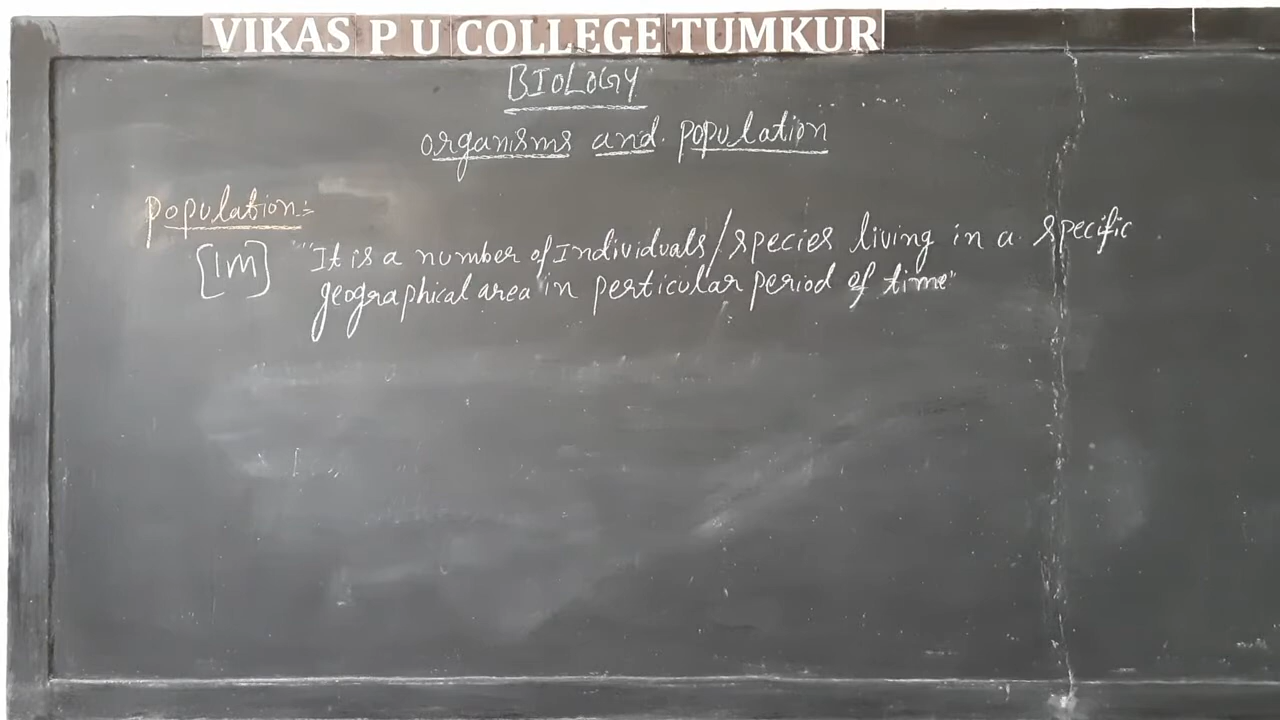 VIKAS P U COLLEGE TUMKUR
BIOLOGY
organisms and population
population:-
[1M] "It is a number of Individuals/species living in a specific
geographical area in perticular period of time"